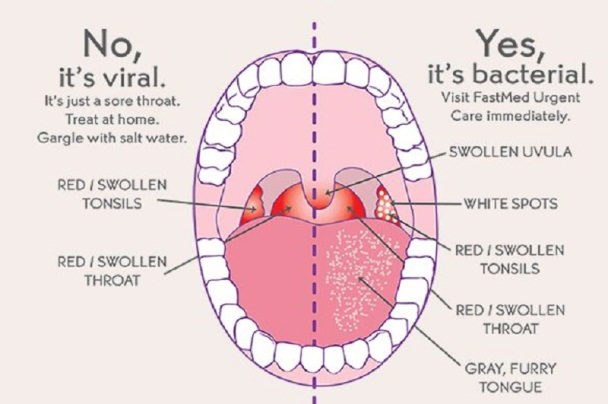 No,
it's viral.
It's just a sore throat.
Treat at home.
Gargle with salt water.
RED / SWOLLEN
TONSILS
RED / SWOLLEN
THROAT
Yes,
it's bacterial.
Visit FastMed Urgent
Care immediately.
SWOLLEN UVULA
WHITE SPOTS
RED / SWOLLEN
TONSILS
RED / SWOLLEN
THROAT
GRAY, FURRY
TONGUE